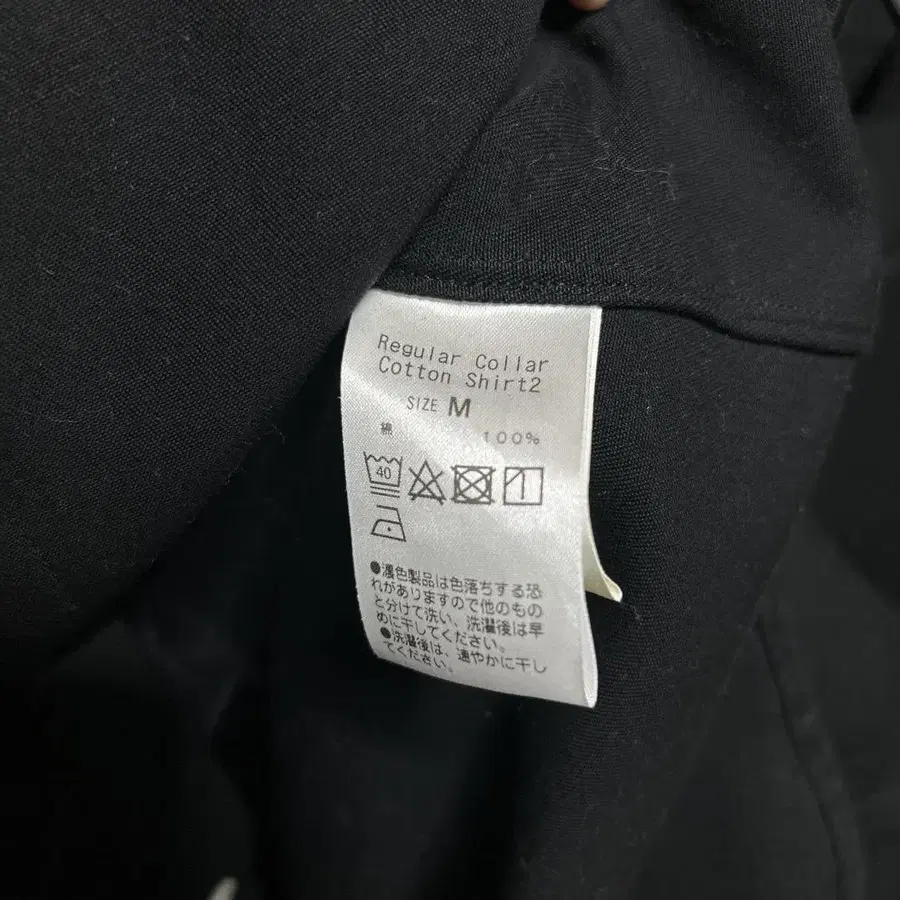 Regular Collar
Cotton Shirt2
SIZE M
綿 100%
40
●濃色製品は色落ちする恐
れがありますので他のもの
と分けて洗い、洗濯後は早
めに干してください。
●洗濯後は、速やかに干し
てください。